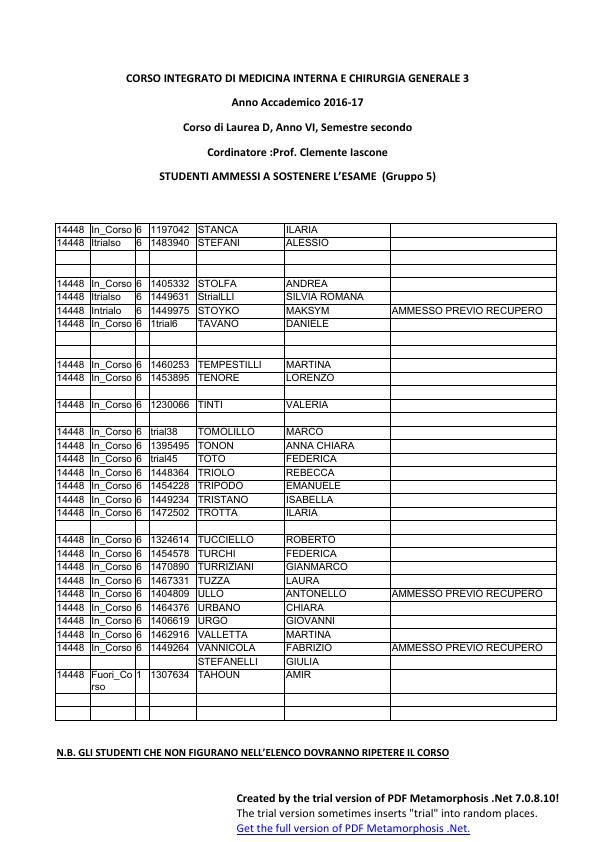 CORSO INTEGRATO DI MEDICINA INTERNA E CHIRURGIA GENERALE 3
Anno Accademico 2016-17
Corso di Laurea D, Anno VI, Semestre secondo
Cordinatore :Prof. Clemente Iascone
STUDENTI AMMESSI A SOSTENERE L'ESAME (Gruppo 5)
14448 In_Corso 6 1197042 STANCA ILARIA
14448 Itrialso 6 1483940 STEFANI ALESSIO
14448 In_Corso 6 1405332 STOLFA ANDREA
14448 Itrialso 6 1449631 StrialLLI SILVIA ROMANA
14448 Intrialo 6 1449975 STOYKO MAKSYM AMMESSO PREVIO RECUPERO
14448 In_Corso 6 1trial6 TAVANO DANIELE
14448 In_Corso 6 1460253 TEMPESTILLI MARTINA
14448 In_Corso 6 1453895 TENORE LORENZO
14448 In_Corso 6 1230066 TINTI VALERIA
14448 In_Corso 6 trial38 TOMOLILLO MARCO
14448 In_Corso 6 1395495 TONON ANNA CHIARA
14448 In_Corso 6 trial45 TOTO FEDERICA
14448 In_Corso 6 1448364 TRIOLO REBECCA
14448 In_Corso 6 1454228 TRIPODO EMANUELE
14448 In_Corso 6 1449234 TRISTANO ISABELLA
14448 In_Corso 6 1472502 TROTTA ILARIA
14448 In_Corso 6 1324614 TUCCIELLO ROBERTO
14448 In_Corso 6 1454578 TURCHI FEDERICA
14448 In_Corso 6 1470890 TURRIZIANI GIANMARCO
14448 In_Corso 6 1467331 TUZZA LAURA
14448 In_Corso 6 1404809 ULLO ANTONELLO AMMESSO PREVIO RECUPERO
14448 In_Corso 6 1464376 URBANO CHIARA
14448 In_Corso 6 1406619 URGO GIOVANNI
14448 In_Corso 6 1462916 VALLETTA MARTINA
14448 In_Corso 6 1449264 VANNICOLA FABRIZIO AMMESSO PREVIO RECUPERO
STEFANELLI GIULIA
14448 Fuori_Co 1 1307634 TAHOUN AMIR
rso
N.B. GLI STUDENTI CHE NON FIGURANO NELL'ELENCO DOVRANNO RIPETERE IL CORSO
Created by the trial version of PDF Metamorphosis .Net 7.0.8.10!
The trial version sometimes inserts "trial" into random places.
Get the full version of PDF Metamorphosis .Net.